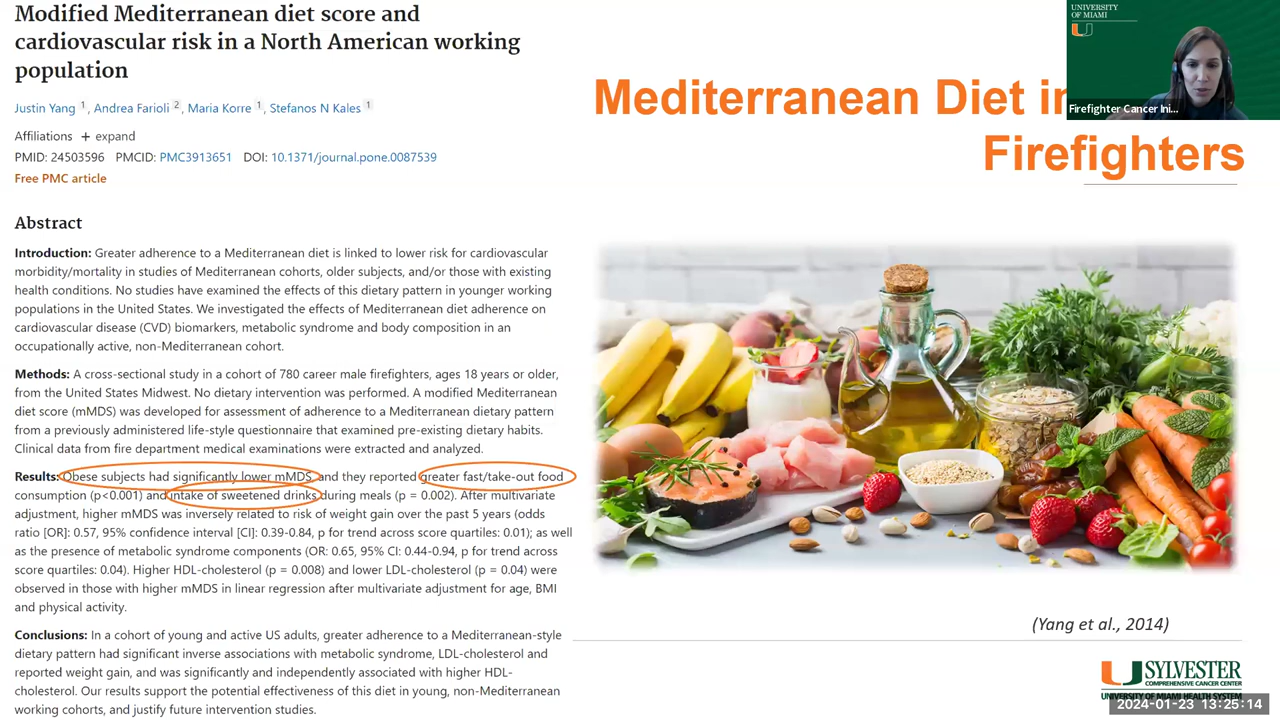 Modified Mediterranean diet score and
cardiovascular risk in a North American working
population
Justin Yang 1, Andrea Farioli 2, Maria Korre 1, Stefanos N Kales 1
Affiliations + expand
PMID: 24503596 PMCID: PMC3913651 DOI: 10.1371/journal.pone.0087539
Free PMC article
Abstract
Introduction: Greater adherence to a Mediterranean diet is linked to lower risk for cardiovascular
morbidity/mortality in studies of Mediterranean cohorts, older subjects, and/or those with existing
health conditions. No studies have examined the effects of this dietary pattern in younger working
populations in the United States. We investigated the effects of Mediterranean diet adherence on
cardiovascular disease (CVD) biomarkers, metabolic syndrome and body composition in an
occupationally active, non-Mediterranean cohort.
Methods: A cross-sectional study in a cohort of 780 career male firefighters, ages 18 years or older,
from the United States Midwest. No dietary intervention was performed. A modified Mediterranean
diet score (mMDS) was developed for assessment of adherence to a Mediterranean dietary pattern
from a previously administered life-style questionnaire that examined pre-existing dietary habits.
Clinical data from fire department medical examinations were extracted and analyzed.
Results: Obese subjects had significantly lower mMDS, and they reported greater fast/take-out food
consumption (p<0.001) and intake of sweetened drinks during meals (p = 0.002). After multivariate
adjustment, higher mMDS was inversely related to risk of weight gain over the past 5 years (odds
ratio [OR]: 0.57, 95% confidence interval [CI]: 0.39-0.84, p for trend across score quartiles: 0.01); as well
as the presence of metabolic syndrome components (OR: 0.65, 95% CI: 0.44-0.94, p for trend across
score quartiles: 0.04). Higher HDL-cholesterol (p = 0.008) and lower LDL-cholesterol (p = 0.04) were
observed in those with higher mMDS in linear regression after multivariate adjustment for age, BMI
and physical activity.
Conclusions: In a cohort of young and active US adults, greater adherence to a Mediterranean-style
dietary pattern had significant inverse associations with metabolic syndrome, LDL-cholesterol and
reported weight gain, and was significantly and independently associated with higher HDL-
cholesterol. Our results support the potential effectiveness of this diet in young, non-Mediterranean
working cohorts, and justify future intervention studies.
Mediterranean Diet in
Firefighters
UNIVERSITY
OF MIAMI
Firefighter Cancer Ini...
(Yang et al., 2014)
SYLVESTER
COMPREHENSIVE CANCER CENTER
UNIVERSITY OF MIAMI HEALTH SYSTEM
2024-01-23 13:25:14